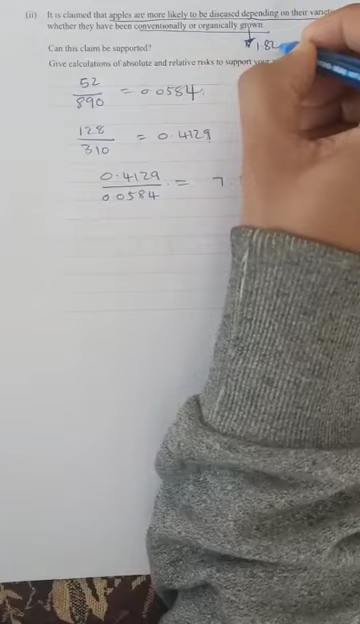 (ii) It is claimed that apples are more likely to be diseased depending on their
whether they have been conventionally or organically grown
1.82
Can this claim be supported?
Give calculations of absolute and relative risks to support your
52/890 = 0.0584.
128/310 = 0.4129
0.4129/0.0584 = 7.